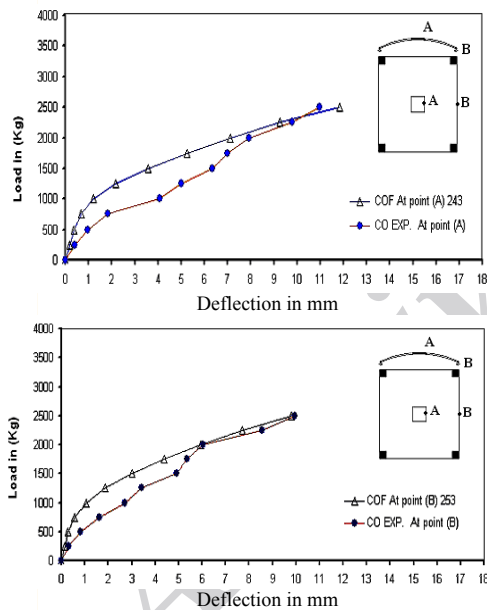 4000
3500
3000
2500
2000
1500
1000
500
0
Load in (Kg)
0 1 2 3 4 5 6 7 8 9 10 11 12 13 14 15 16 17 18
Deflection in mm
A
B
A
B
COF At point (A) 243
CO EXP. At point (A)
4000
3500
3000
2500
2000
1500
1000
500
0
Load in (Kg)
0 1 2 3 4 5 6 7 8 9 10 11 12 13 14 15 16 17 18
Deflection in mm
A
B
A
B
COF At point (B) 253
CO EXP. At point (B)